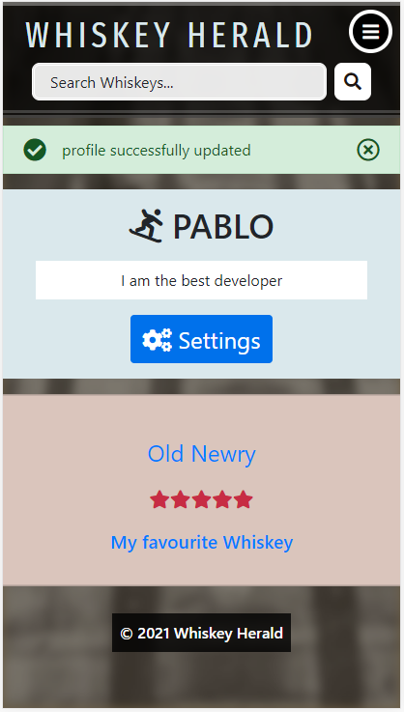 WHISKEY HERALD
Search Whiskeys...
profile successfully updated
PABLO
I am the best developer
Settings
Old Newry
My favourite Whiskey
© 2021 Whiskey Herald